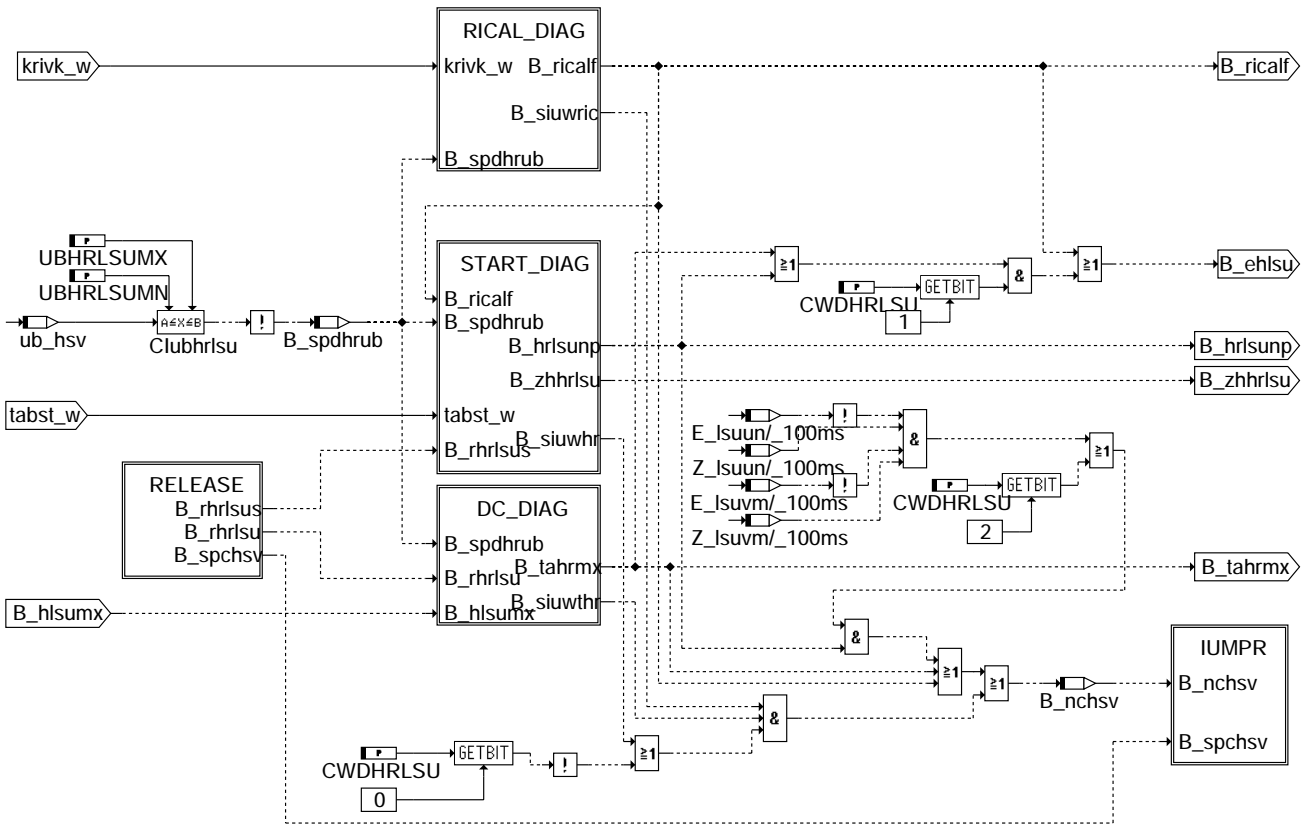 RICAL_DIAG
krivk_w
krivk_w
B_ricalf
B_ricalf
B_siuwric
B_spdhrub
UBHRLSUMX
P
UBHRLSUMN
P
START_DIAG
B_ricalf
B_spdhrub
ub_hsv
A≤X≤B
ClubhrIsu
!
B_spdhrub
B_hrlsunp
B_zhhrlsu
tabst_w
tabst_w
B_siuwhr
B_rhrlsus
≧1
P
CWDHRLSU
GETBIT
1
&
≧1
B_ehlsu
B_hrlsunp
B_zhhrlsu
E_lsuun/_100ms
!
Z_lsuun/_100ms
E_lsuvm/_100ms
!
Z_lsuvm/_100ms
&
P
CWDHRLSU
GETBIT
2
≧1
RELEASE
B_rhrlsus
B_rhrlsu
B_spchsv
DC_DIAG
B_spdhrub
B_tahrmx
B_rhrlsu
B_siuwthr
B_hlsumx
B_hlsumx
B_tahrmx
&
≧1
≧1
B_nchsv
IUMPR
B_nchsv
B_spchsv
&
P
CWDHRLSU
GETBIT
0
!
≧1